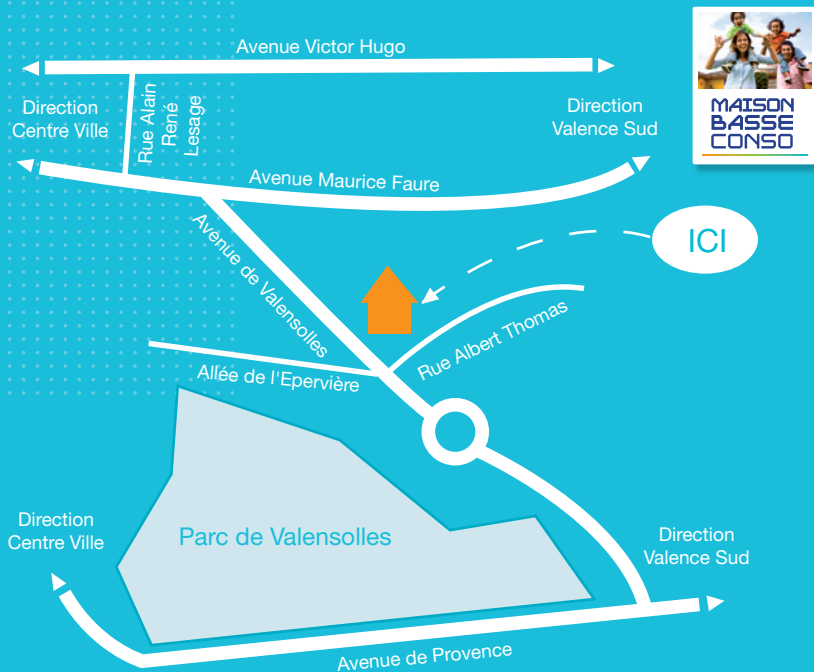 Avenue Victor Hugo
Direction
Centre Ville
Rue Alain
René
Lesage
Direction
Valence Sud
MAISON
BASSE
CONSO
Avenue Maurice Faure
ICI
Avenue de Valensolles
Rue Albert Thomas
Allée de l'Epervière
Parc de Valensolles
Direction
Centre Ville
Direction
Valence Sud
Avenue de Provence